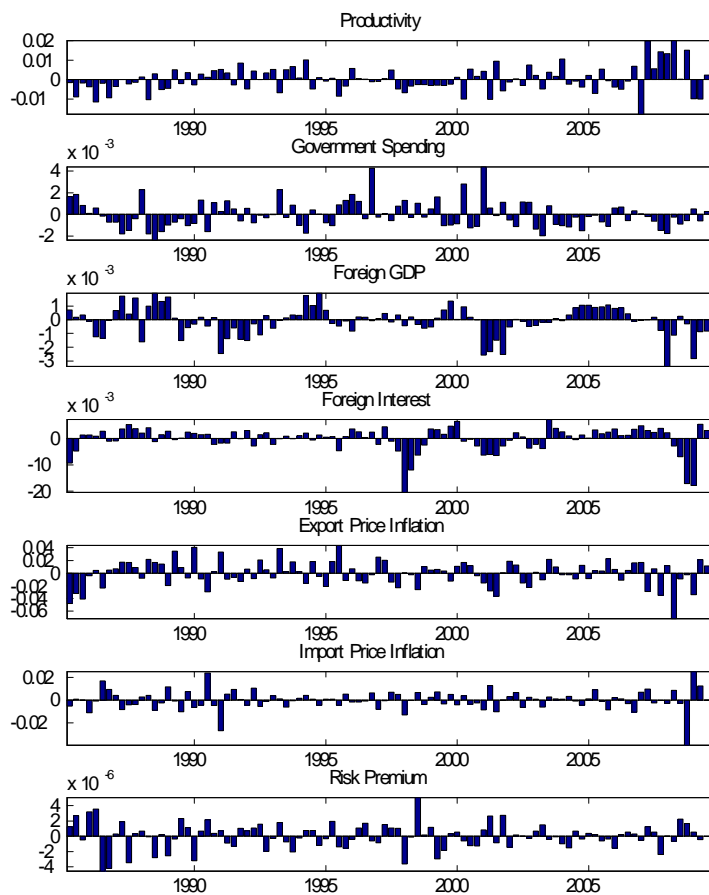 Productivity
0.02
0.01
0
-0.01
1990 1995 2000 2005
x 10 -3
Government Spending
4
2
0
-2
1990 1995 2000 2005
x 10 -3
Foreign GDP
1
0
-1
-2
-3
1990 1995 2000 2005
x 10 -3
Foreign Interest
0
-10
-20
1990 1995 2000 2005
Export Price Inflation
0.04
0.02
0
-0.02
-0.04
-0.06
1990 1995 2000 2005
Import Price Inflation
0.02
0
-0.02
1990 1995 2000 2005
x 10 -6
Risk Premium
4
2
0
-2
-4
1990 1995 2000 2005